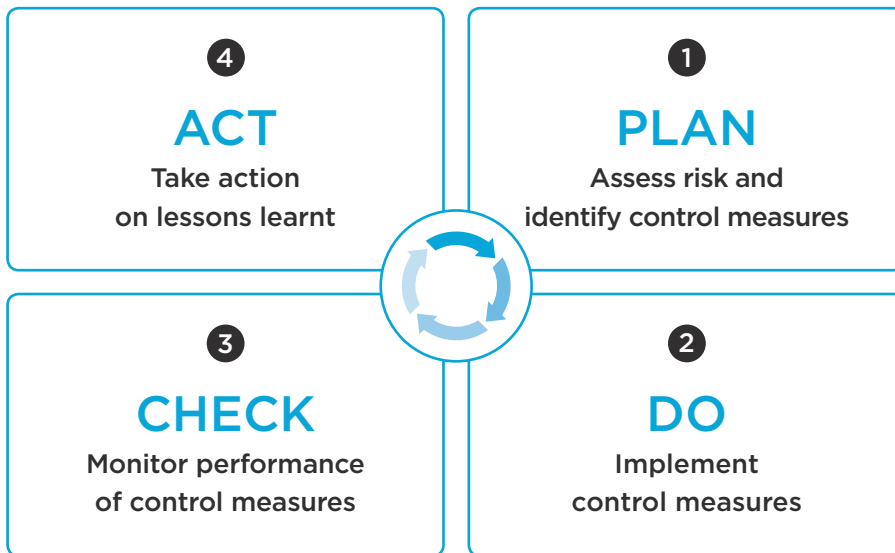 1
PLAN
Assess risk and
identify control measures
2
DO
Implement
control measures
3
CHECK
Monitor performance
of control measures
4
ACT
Take action
on lessons learnt